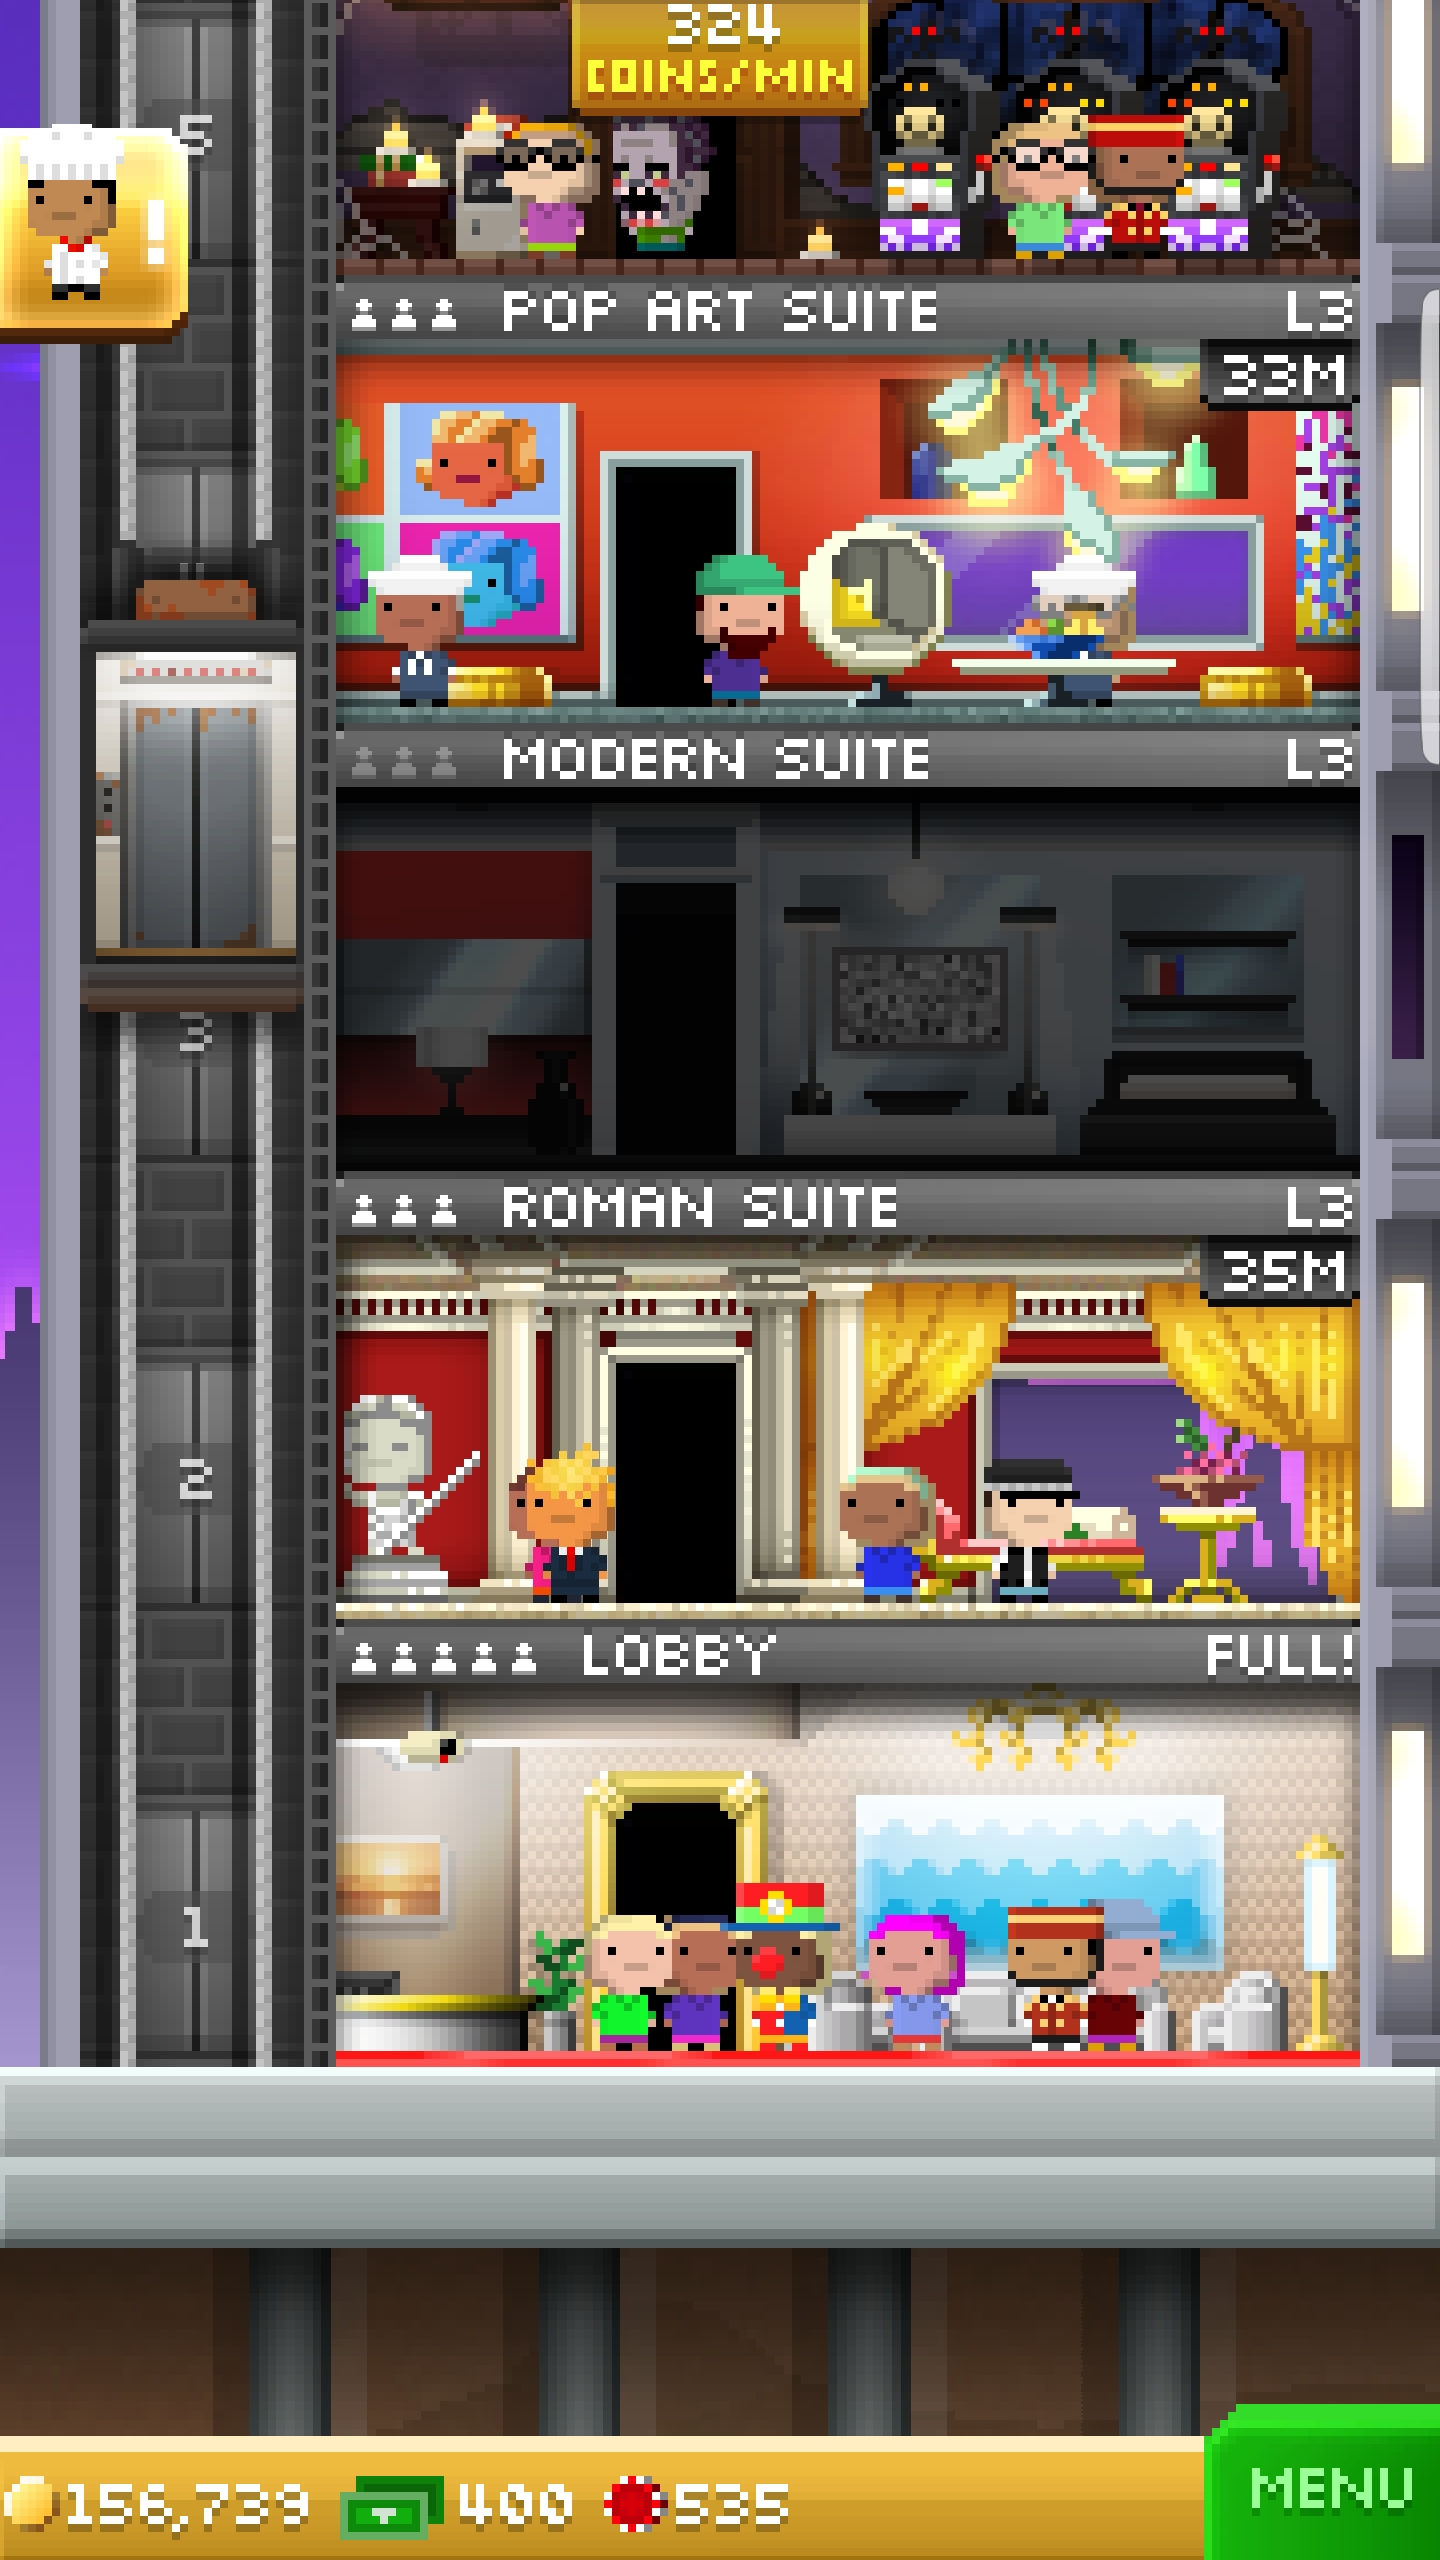 324
COINS/MIN
5
!
POP ART SUITE L3
33M
MODERN SUITE L3
3
ROMAN SUITE L3
35M
2
LOBBY FULL!
1
156,739 400 535
MENU